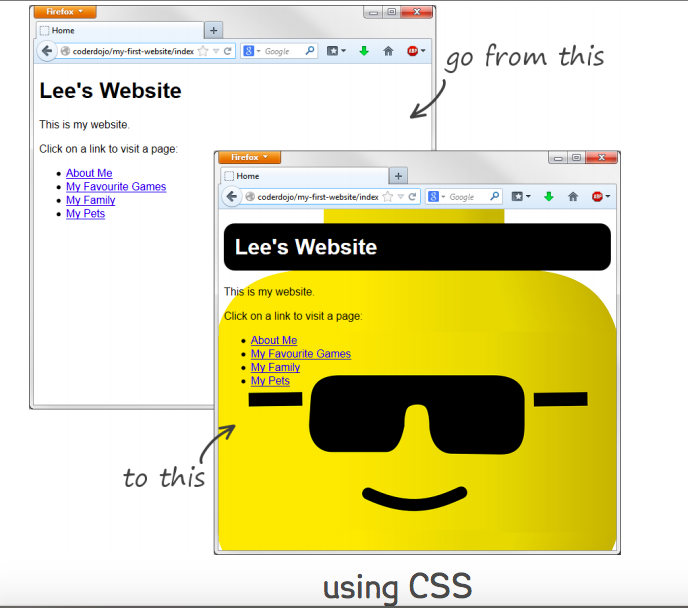 Firefox
Home
coderdojo/my-first-website/index
Google
ABP
Lee's Website
This is my website.
Click on a link to visit a page:
About Me
My Favourite Games
My Family
My Pets
go from this
Firefox
Home
coderdojo/my-first-website/index
Google
ABP
Lee's Website
This is my website.
Click on a link to visit a page:
About Me
My Favourite Games
My Family
My Pets
to this
using CSS